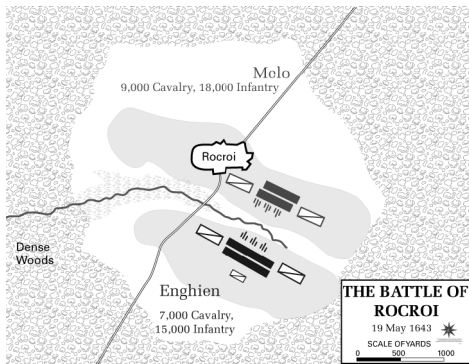 Melo
9,000 Cavalry, 18,000 Infantry
Rocroi
Dense
Woods
Enghien
7,000 Cavalry,
15,000 Infantry
THE BATTLE OF
ROCROI
19 May 1643
SCALE OF YARDS
0 500 1000